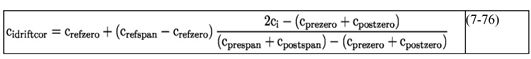 c_idriftcor = c_refzero + (c_refspan − c_refzero) (2c_i − (c_prezero + c_postzero)) / ((c_prespan + c_postspan) − (c_prezero + c_postzero)) (7-76)